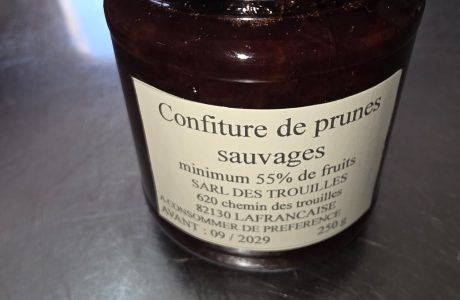 Confiture de prunes
sauvages
minimum 55% de fruits
SARL DES TROUILLES
620 chemin des trouilles
82130 LAFRANCAISE
A CONSOMMER DE PREFERENCE
AVANT : 09 / 2029 250 g